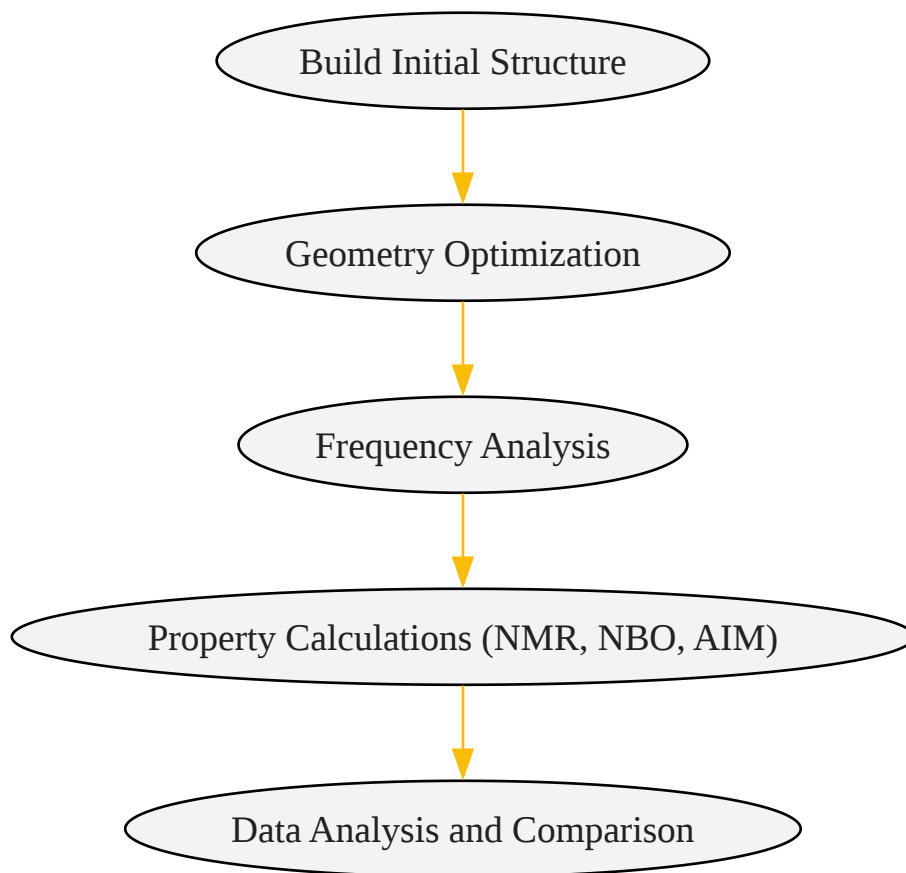 Build Initial Structure
Geometry Optimization
Frequency Analysis
Property Calculations (NMR, NBO, AIM)
Data Analysis and Comparison